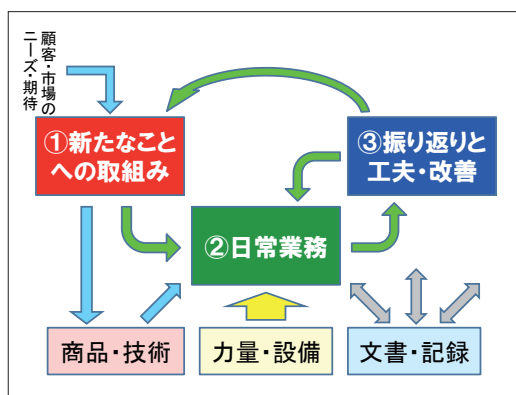 顧客・市場の
ニーズ・期待
①新たなこと
への取組み
③振り返りと
工夫・改善
②日常業務
商品・技術
力量・設備
文書・記録